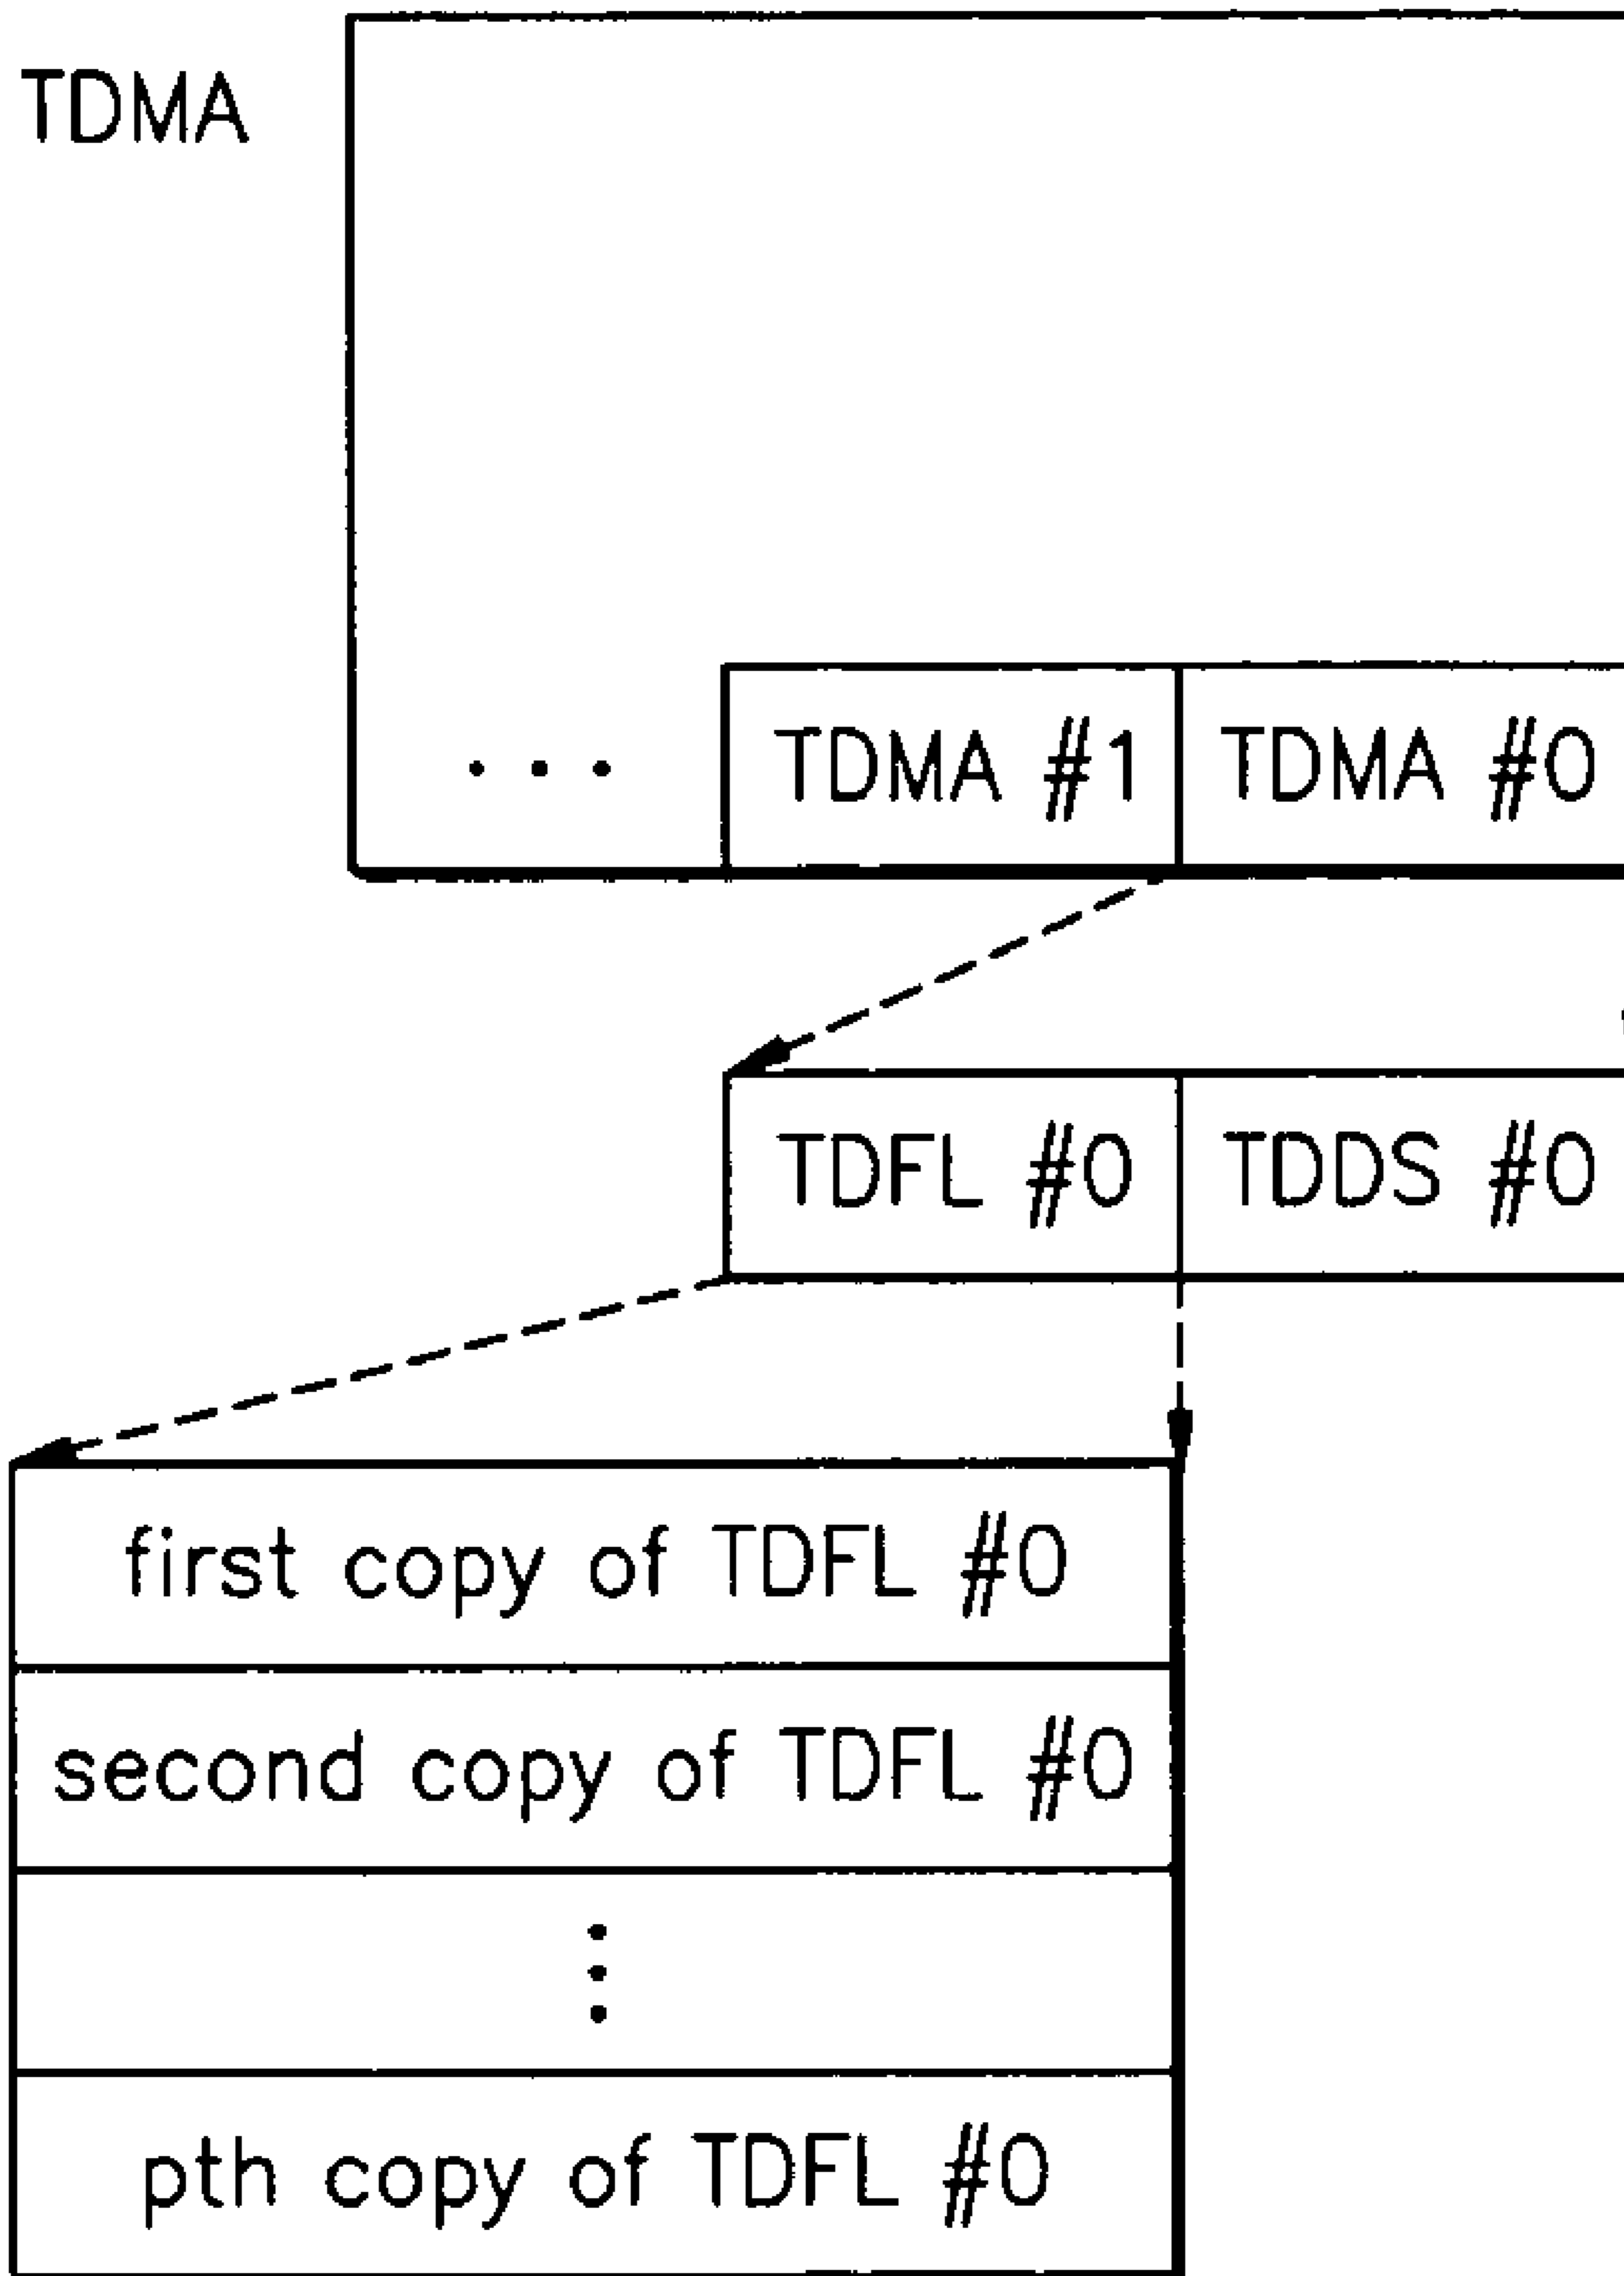 TDMA
... TDMA #1 TDMA #0
TDFL #0 TDDS #0
first copy of TDFL #0
second copy of TDFL #0
⋮
pth copy of TDFL #0